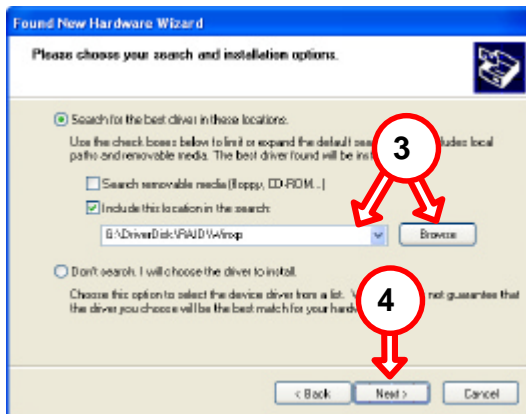 Found New Hardware Wizard
Please choose your search and installation options.
Search for the best driver in these locations.
Use the check boxes below to limit or expand the default sea ludes local
paths and removable media. The best driver found will be ins
3
Search removable media (floppy, CD-ROM...)
Include this location in the search:
G:\DriverDisk\RAID\Winxp
Browse
Don't search. I will choose the driver to install.
Choose this option to select the device driver from a list. not guarantee that
the driver you choose will be the best match for your hardw
4
< Back
Next >
Cancel